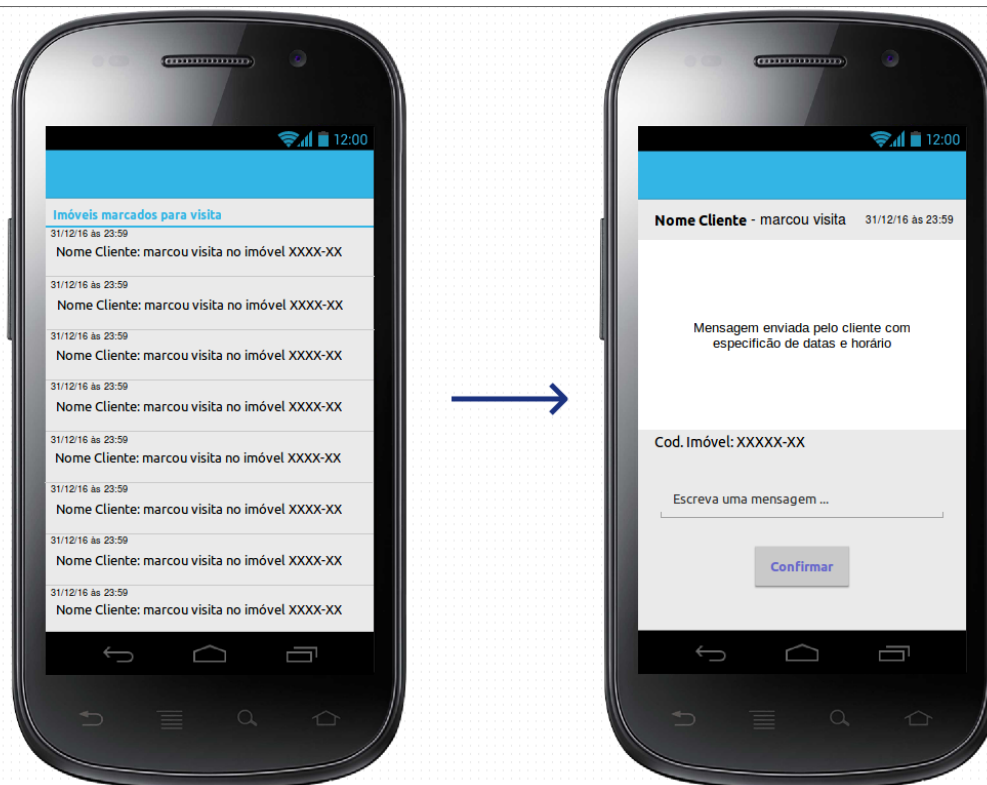 12:00
Imóveis marcados para visita
31/12/16 às 23:59
Nome Cliente: marcou visita no imóvel XXXX-XX
31/12/16 às 23:59
Nome Cliente: marcou visita no imóvel XXXX-XX
31/12/16 às 23:59
Nome Cliente: marcou visita no imóvel XXXX-XX
31/12/16 às 23:59
Nome Cliente: marcou visita no imóvel XXXX-XX
31/12/16 às 23:59
Nome Cliente: marcou visita no imóvel XXXX-XX
31/12/16 às 23:59
Nome Cliente: marcou visita no imóvel XXXX-XX
31/12/16 às 23:59
Nome Cliente: marcou visita no imóvel XXXX-XX
31/12/16 às 23:59
Nome Cliente: marcou visita no imóvel XXXX-XX
12:00
Nome Cliente - marcou visita 31/12/16 às 23:59
Mensagem enviada pelo cliente com
especificão de datas e horário
Cod. Imóvel: XXXXX-XX
Escreva uma mensagem ...
Confirmar